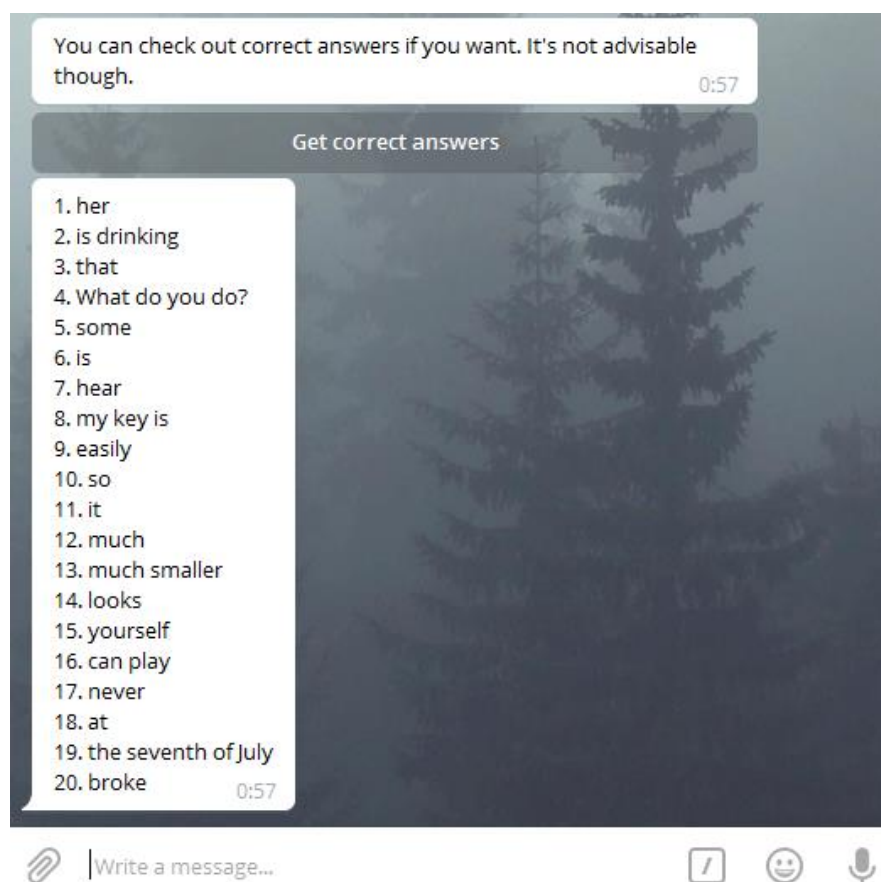 You can check out correct answers if you want. It's not advisable
though.
0:57
Get correct answers
1. her
2. is drinking
3. that
4. What do you do?
5. some
6. is
7. hear
8. my key is
9. easily
10. so
11. it
12. much
13. much smaller
14. looks
15. yourself
16. can play
17. never
18. at
19. the seventh of July
20. broke
0:57
Write a message...